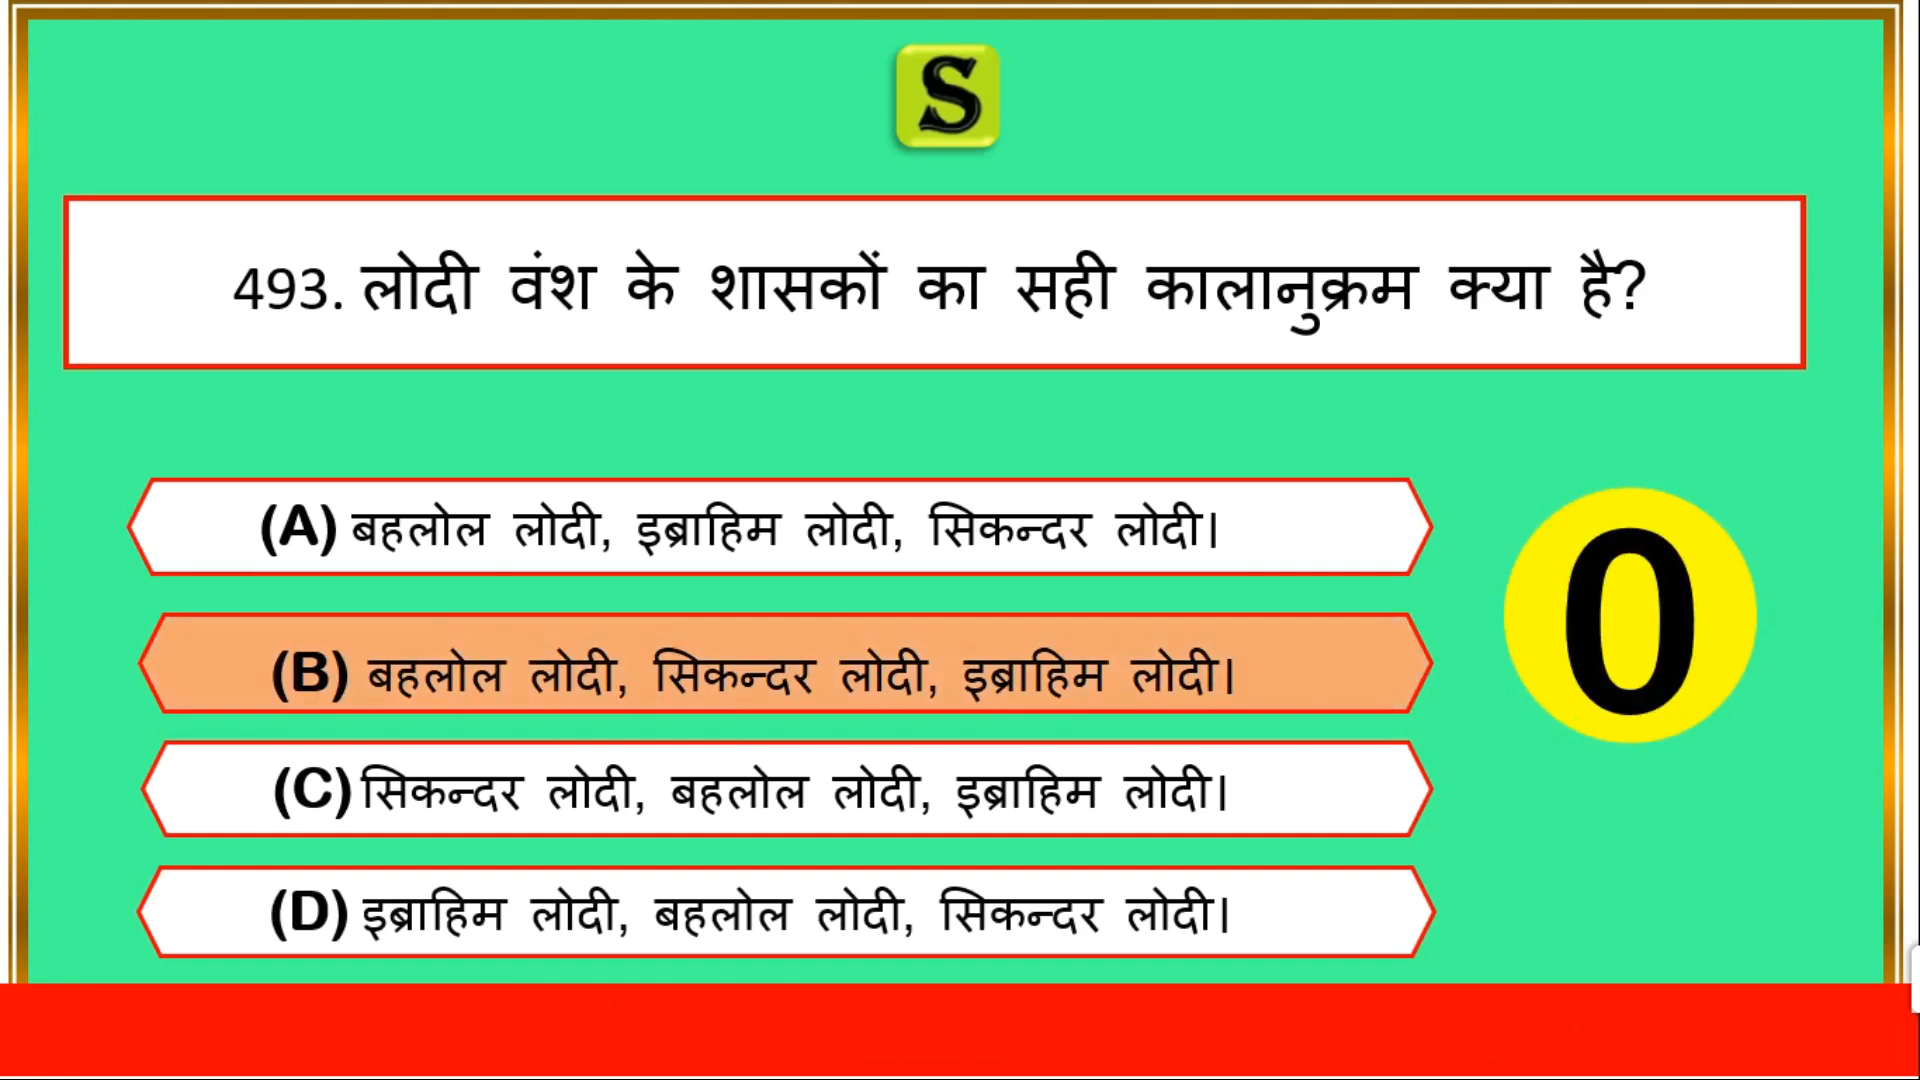 S
493. लोदी वंश के शासकों का सही कालानुक्रम क्या है?
(A) बहलोल लोदी, इब्राहिम लोदी, सिकन्दर लोदी।
(B) बहलोल लोदी, सिकन्दर लोदी, इब्राहिम लोदी।
0
(C) सिकन्दर लोदी, बहलोल लोदी, इब्राहिम लोदी।
(D) इब्राहिम लोदी, बहलोल लोदी, सिकन्दर लोदी।